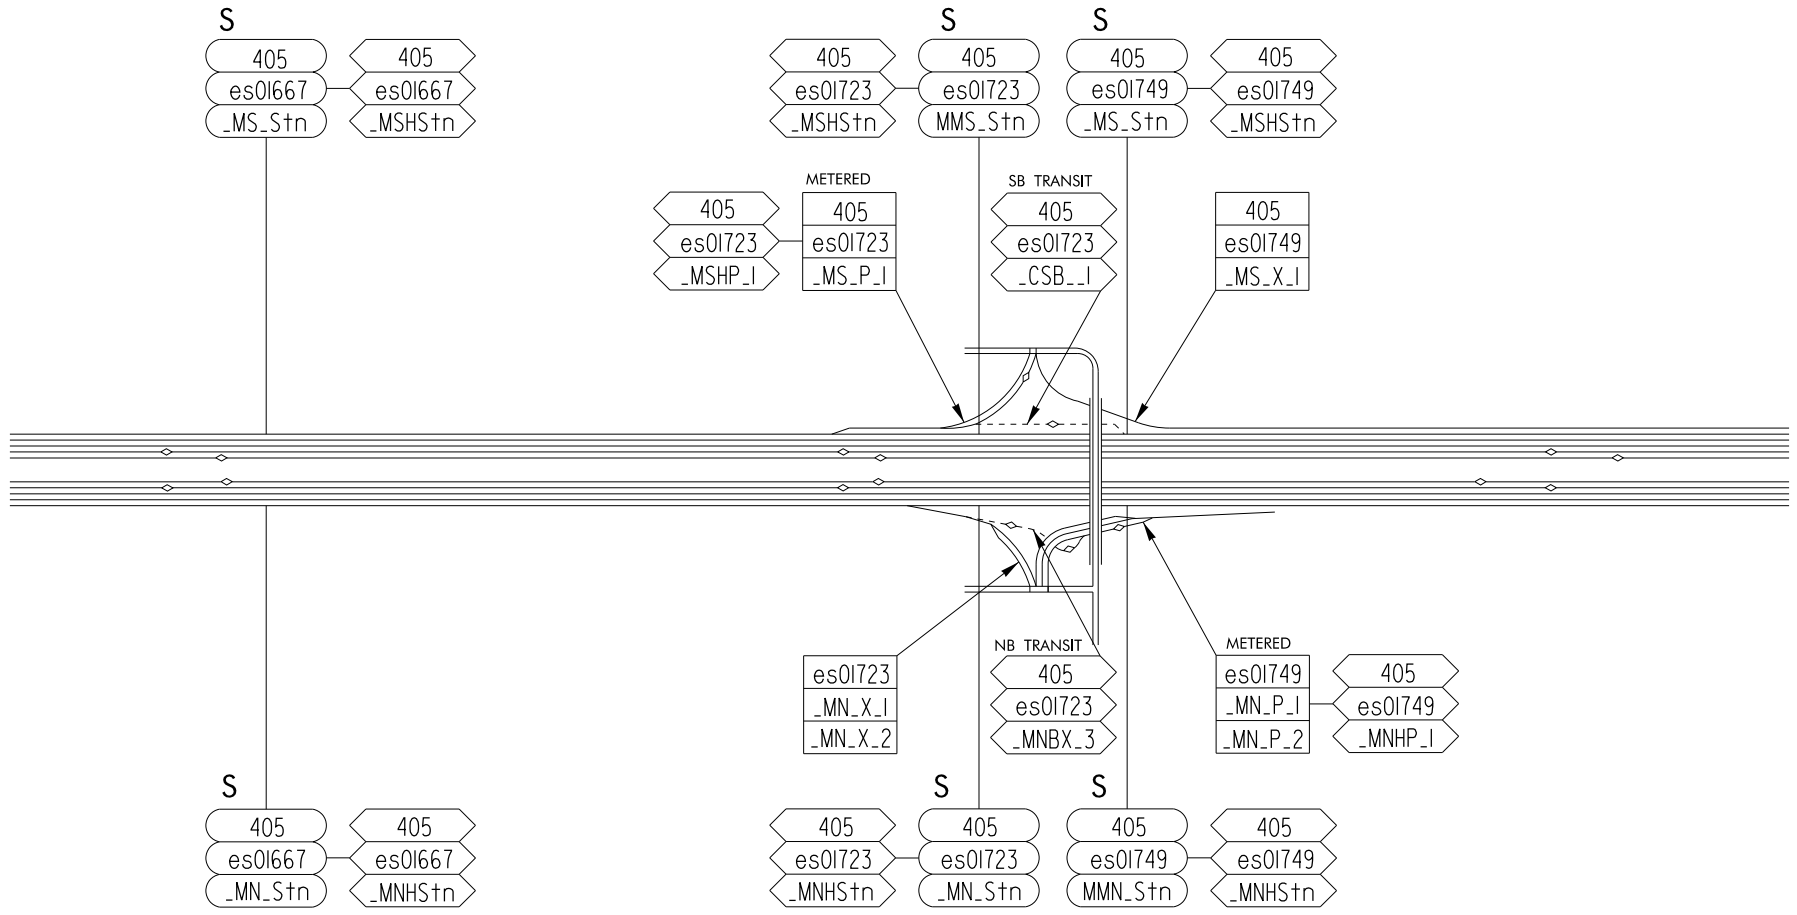 S
405
es01667
_MS_Stn
405
es01667
_MSHStn
405
es01723
_MSHStn
S
405
es01723
MMS_Stn
S
405
es01749
_MS_Stn
405
es01749
_MSHStn
405
es01723
_MSHP_1
METERED
405
es01723
_MS_P_1
SB TRANSIT
405
es01723
_CSB__1
405
es01749
_MS_X_1
es01723
_MN_X_1
_MN_X_2
NB TRANSIT
405
es01723
_MNBX_3
METERED
es01749
_MN_P_1
_MN_P_2
405
es01749
_MNHP_1
S
405
es01667
_MN_Stn
405
es01667
_MNHStn
405
es01723
_MNHStn
S
405
es01723
_MN_Stn
S
405
es01749
MMN_Stn
405
es01749
_MNHStn